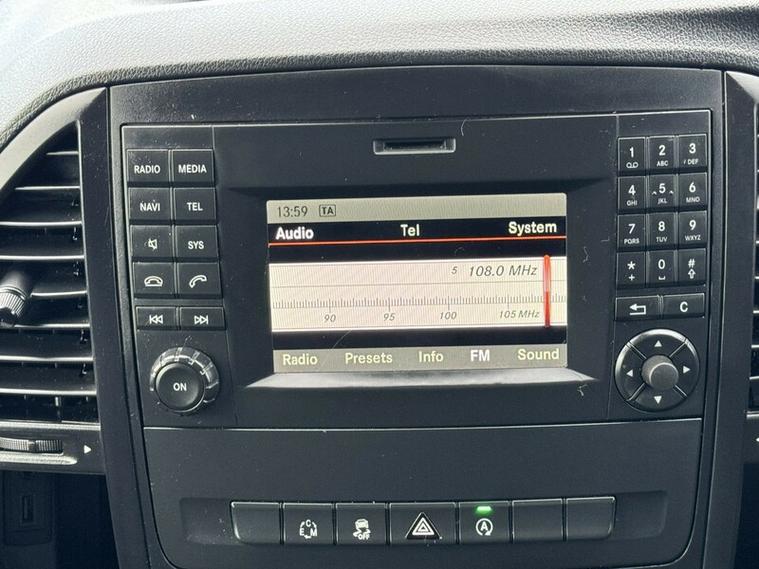 RADIO MEDIA
NAVI TEL
SYS
ON
13:59 TA
Audio Tel System
5 108.0 MHz
90 95 100 105 MHz
Radio Presets Info FM Sound
1 2 ABC 3 DEF
4 GHI 5 JKL 6 MNO
7 PQRS 8 TUV 9 WXYZ
* + 0 #
C
C E M
OFF
A